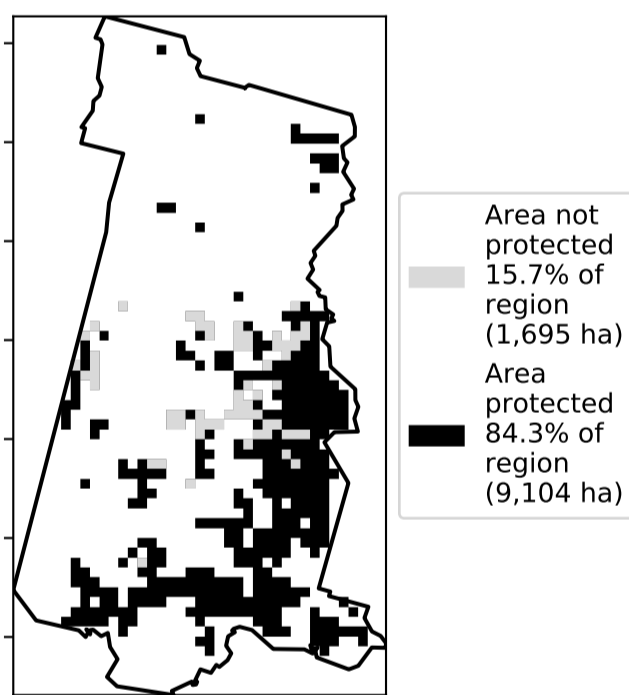 Area not
protected
15.7% of
region
(1,695 ha)
Area
protected
84.3% of
region
(9,104 ha)